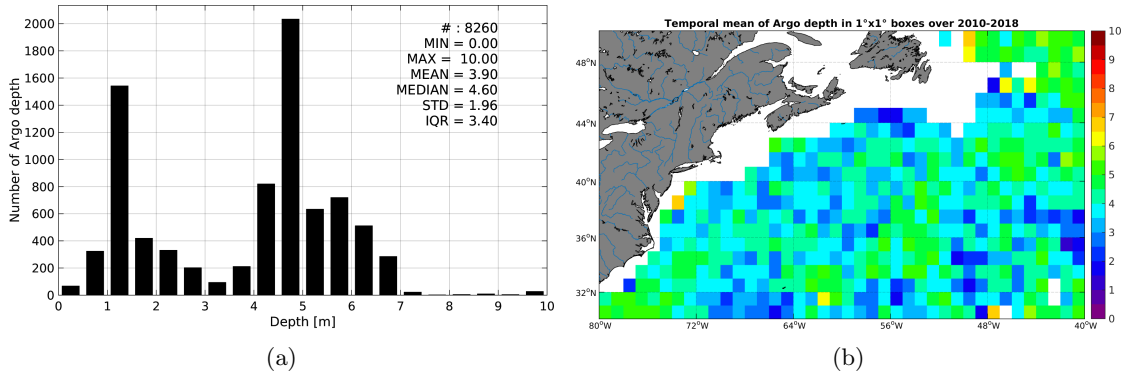 2000
1800
1600
1400
1200
1000
800
600
400
200
0
Number of Argo depth
# : 8260
MIN = 0.00
MAX = 10.00
MEAN = 3.90
MEDIAN = 4.60
STD = 1.96
IQR = 3.40
0 1 2 3 4 5 6 7 8 9 10
Depth [m]
(a)
Temporal mean of Argo depth in 1°x1° boxes over 2010-2018
48°N
44°N
40°N
36°N
32°N
80°W 72°W 64°W 56°W 48°W 40°W
10
9
8
7
6
5
4
3
2
1
0
(b)